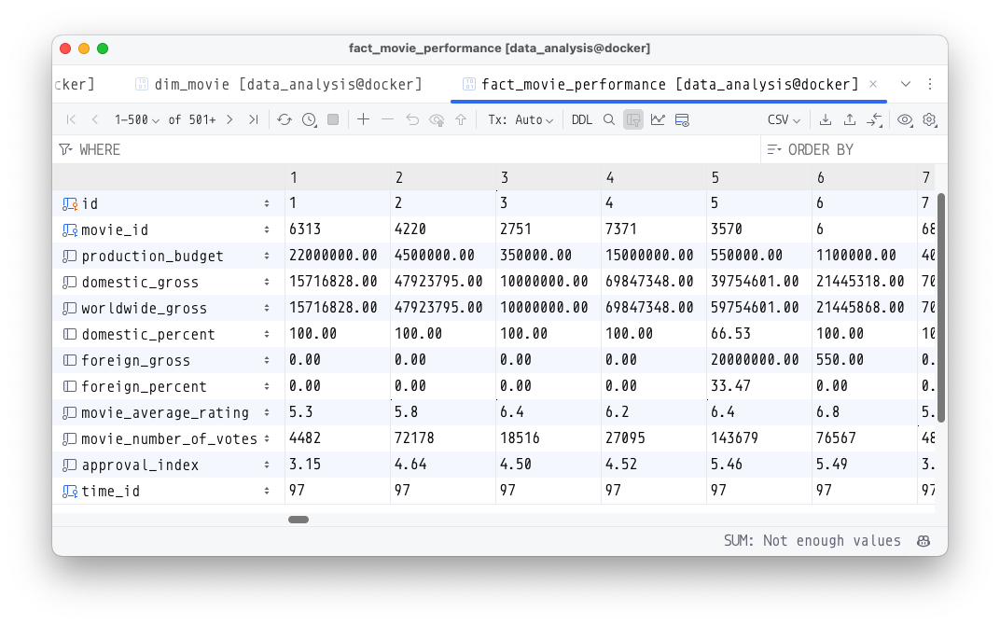 fact_movie_performance [data_analysis@docker]
cker] dim_movie [data_analysis@docker] fact_movie_performance [data_analysis@docker]
1-500 of 501+ Tx: Auto DDL CSV
WHERE ORDER BY
1 2 3 4 5 6 7
id 1 2 3 4 5 6 7
movie_id 6313 4220 2751 7371 3570 6 68
production_budget 22000000.00 4500000.00 350000.00 15000000.00 550000.00 1100000.00 40
domestic_gross 15716828.00 47923795.00 10000000.00 69847348.00 39754601.00 21445318.00 70
worldwide_gross 15716828.00 47923795.00 10000000.00 69847348.00 59754601.00 21445868.00 70
domestic_percent 100.00 100.00 100.00 100.00 66.53 100.00 10
foreign_gross 0.00 0.00 0.00 0.00 20000000.00 550.00 0.
foreign_percent 0.00 0.00 0.00 0.00 33.47 0.00 0.
movie_average_rating 5.3 5.8 6.4 6.2 6.4 6.8 5.
movie_number_of_votes 4482 72178 18516 27095 143679 76567 48
approval_index 3.15 4.64 4.50 4.52 5.46 5.49 3.
time_id 97 97 97 97 97 97 97
SUM: Not enough values